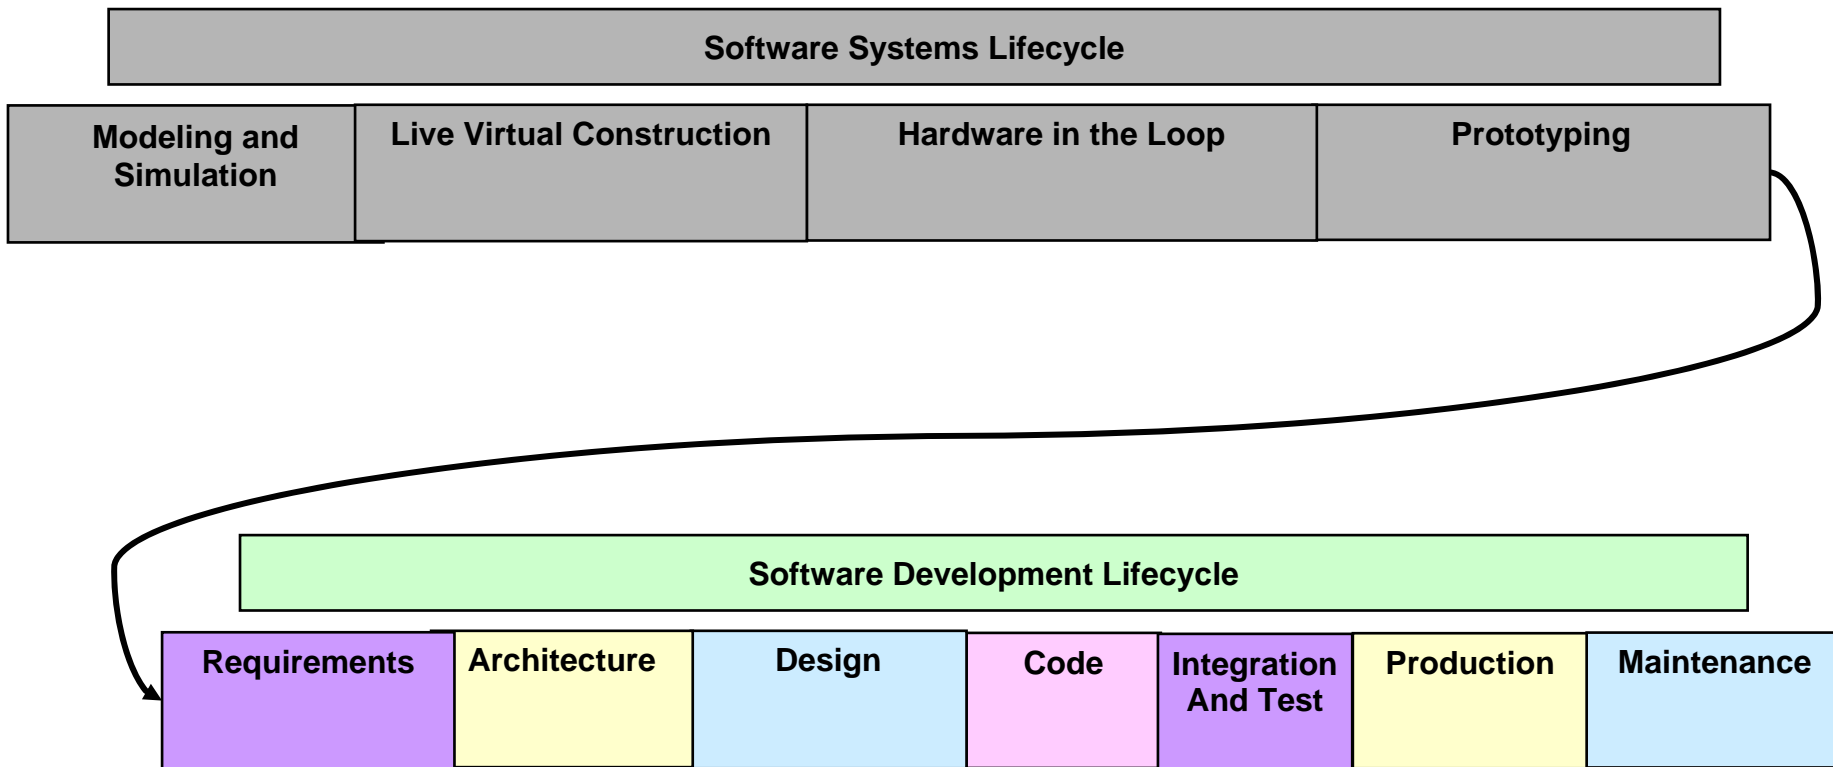 Software Systems Lifecycle
Modeling and
Simulation
Live Virtual Construction
Hardware in the Loop
Prototyping
Software Development Lifecycle
Requirements
Architecture
Design
Code
Integration
And Test
Production
Maintenance